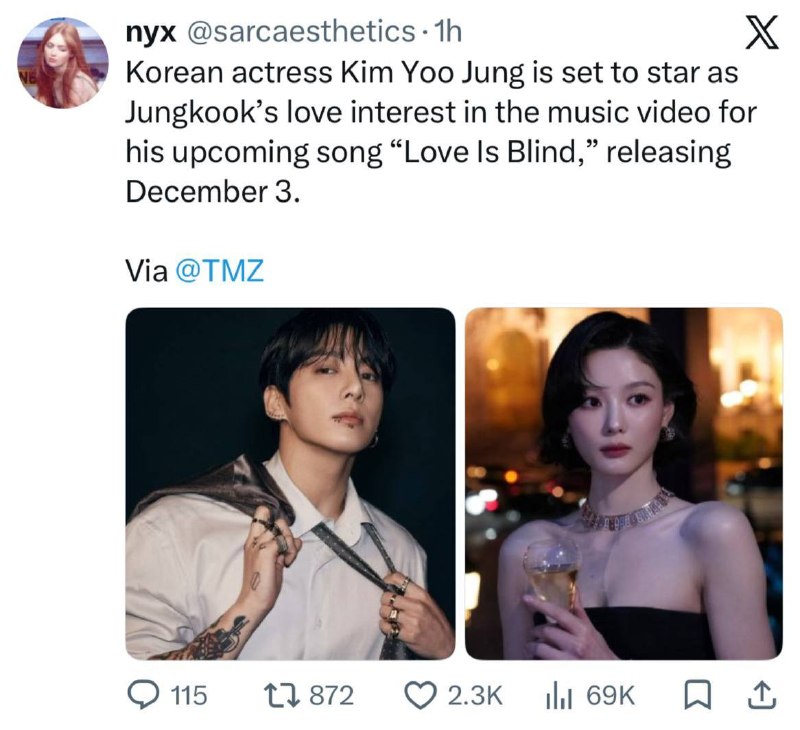 nyx @sarcaesthetics · 1h
Korean actress Kim Yoo Jung is set to star as
Jungkook’s love interest in the music video for
his upcoming song “Love Is Blind,” releasing
December 3.
Via @TMZ
115 872 2.3K 69K